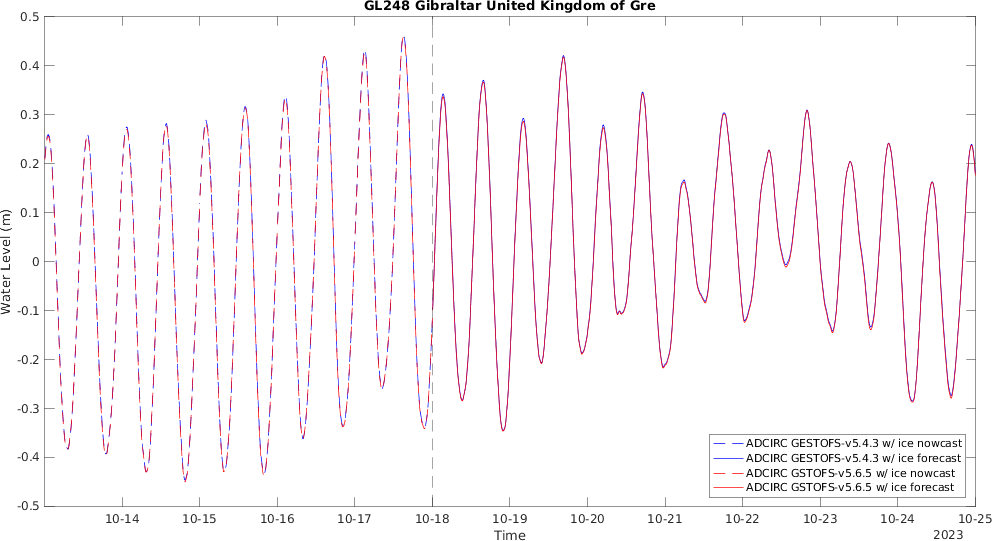 GL248 Gibraltar United Kingdom of Gre
0.5
0.4
0.3
0.2
0.1
0
-0.1
-0.2
-0.3
-0.4
-0.5
Water Level (m)
ADCIRC GESTOFS-v5.4.3 w/ ice nowcast
ADCIRC GESTOFS-v5.4.3 w/ ice forecast
ADCIRC GSTOFS-v5.6.5 w/ ice nowcast
ADCIRC GSTOFS-v5.6.5 w/ ice forecast
10-14 10-15 10-16 10-17 10-18 10-19 10-20 10-21 10-22 10-23 10-24 10-25
Time
2023